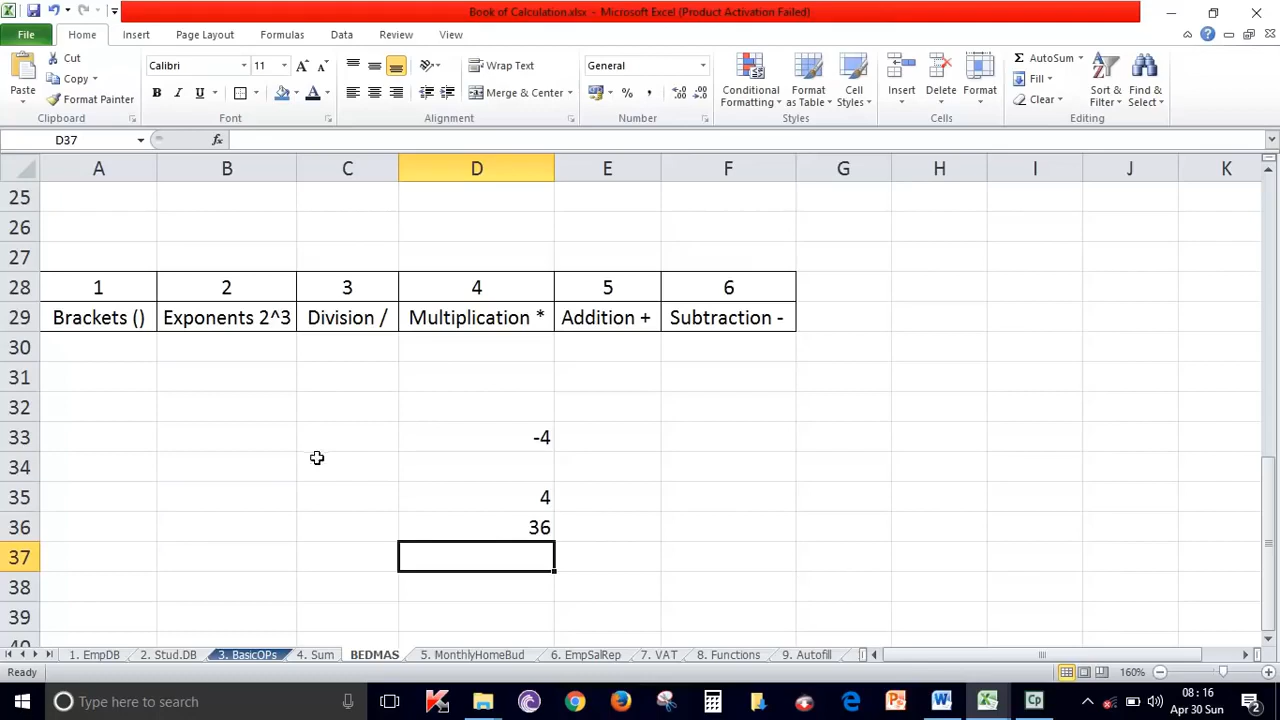 Book of Calculation.xlsx - Microsoft Excel (Product Activation Failed)
File Home Insert Page Layout Formulas Data Review View
Paste
Cut
Copy
Format Painter
Clipboard
Calibri 11
B I U A
Font
Wrap Text
Merge & Center
Alignment
General
% ,
Number
Conditional Formatting
Format as Table
Cell Styles
Styles
Insert Delete Format
Cells
Σ AutoSum
Fill
Clear
Sort & Filter
Find & Select
Editing
D37 fx
A B C D E F G H I J K
25
26
27
28 1 2 3 4 5 6
29 Brackets () Exponents 2^3 Division / Multiplication * Addition + Subtraction -
30
31
32
33 -4
34
35 4
36 36
37
38
39
40
1. EmpDB 2. Stud.DB 3. BasicOPs 4. Sum BEDMAS 5. MonthlyHomeBud 6. EmpSalRep 7. VAT 8. Functions 9. Autofill
Ready 160%
Type here to search
08 : 16
Apr 30 Sun